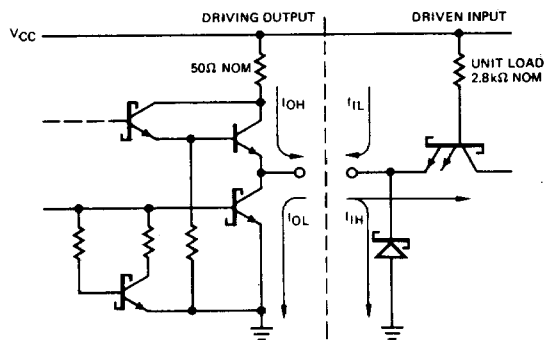 DRIVING OUTPUT
DRIVEN INPUT
VCC
50Ω NOM
UNIT LOAD
2.8kΩ NOM
IOH
IIL
IOL
IIH